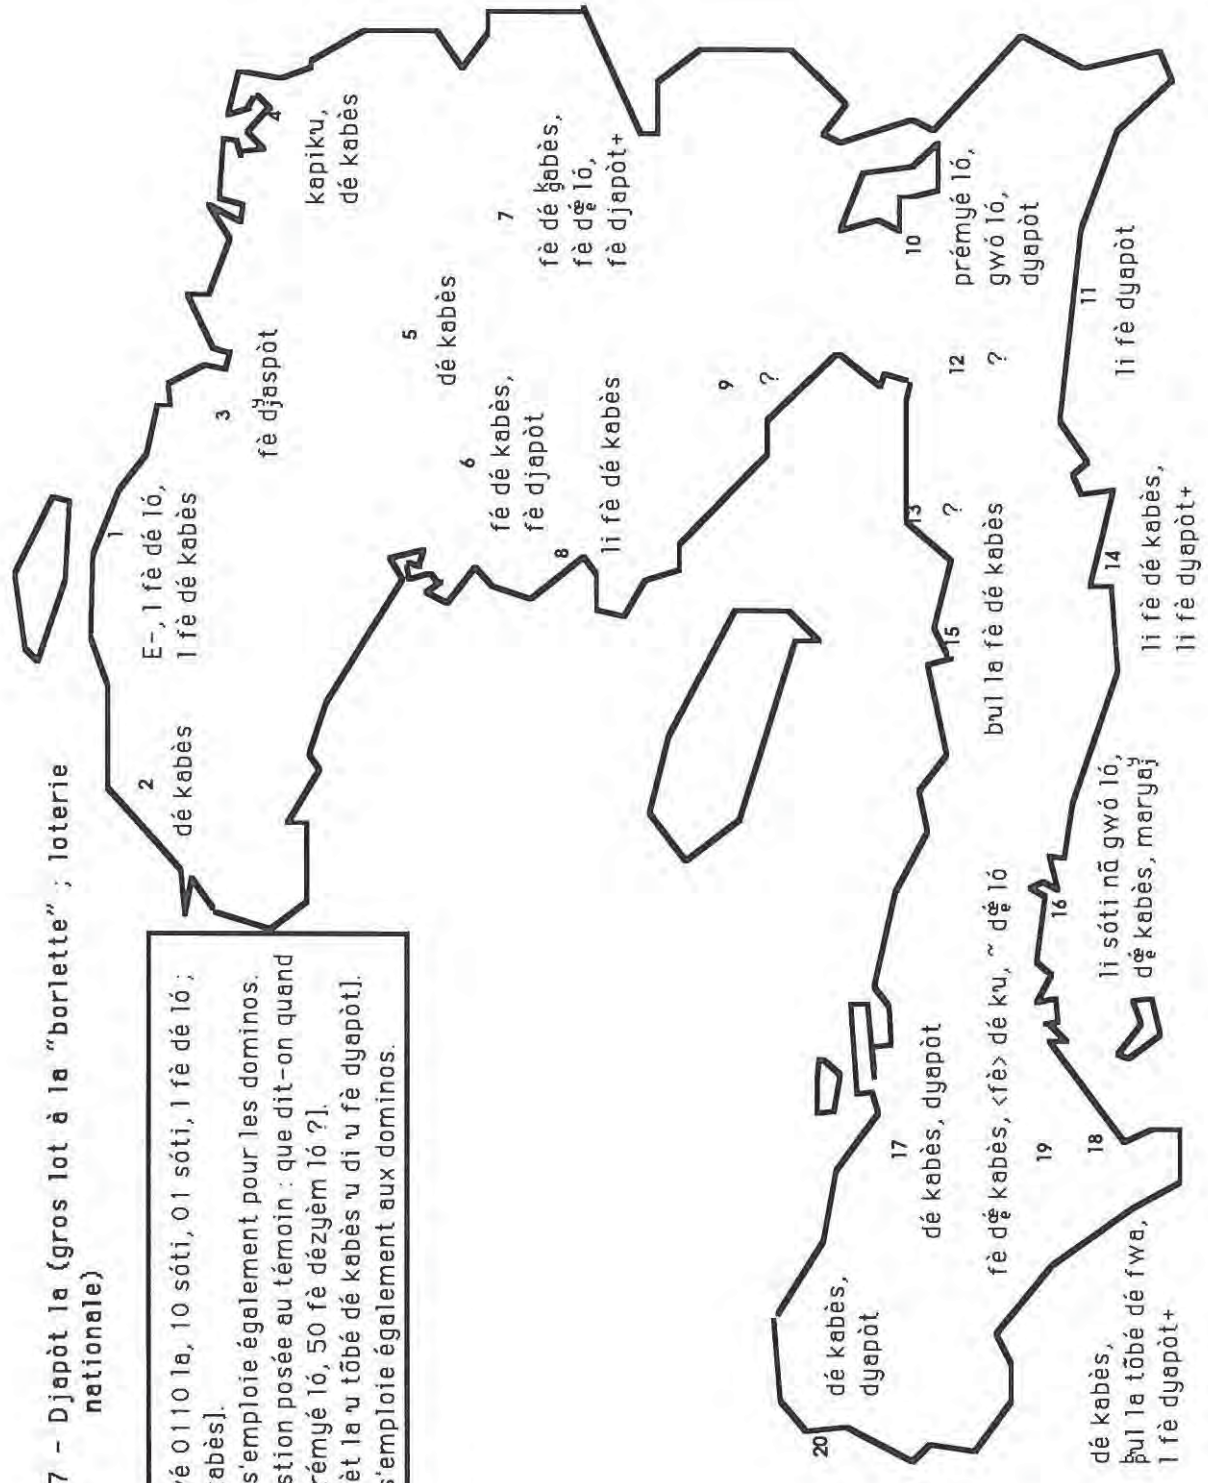 7 - Djapòt la (gros lot à la "borlette" ; loterie
nationale)
é 0110 la, 10 sóti, 01 sóti, l fè dé ló ;
abès].
s'emploie également pour les dominos.
stion posée au témoin : que dit-on quand
rémyé ló, 50 fè dézyèm ló ?].
èt la u tõbé dé kabès u di u fè dyapòt].
s'emploie également aux dominos.
1
E-, l fè dé ló,
l fè dé kabès
2
dé kabès
3
fè djaspòt
4
kapiku,
dé kabès
5
dé kabès
6
fé dé kabès,
fè djapòt
7
fè dé kabès,
fè dœ ló,
fè djapòt+
8
li fè dé kabès
9
?
10
prémyé ló,
gwó ló,
dyapòt
11
li fè dyapòt
12
?
13
?
bul la fè dé kabès
14
li fè dé kabès,
li fè dyapòt+
15
16
li sóti nã gwó ló,
dœ kabès, maryaj
17
dé kabès, dyapòt
fè dœ kabès, <fè> dé ku, ~ dœ ló
18
19
dé kabès,
bul la tõbé dé fwa,
l fè dyapòt+
20
dé kabès,
dyapòt